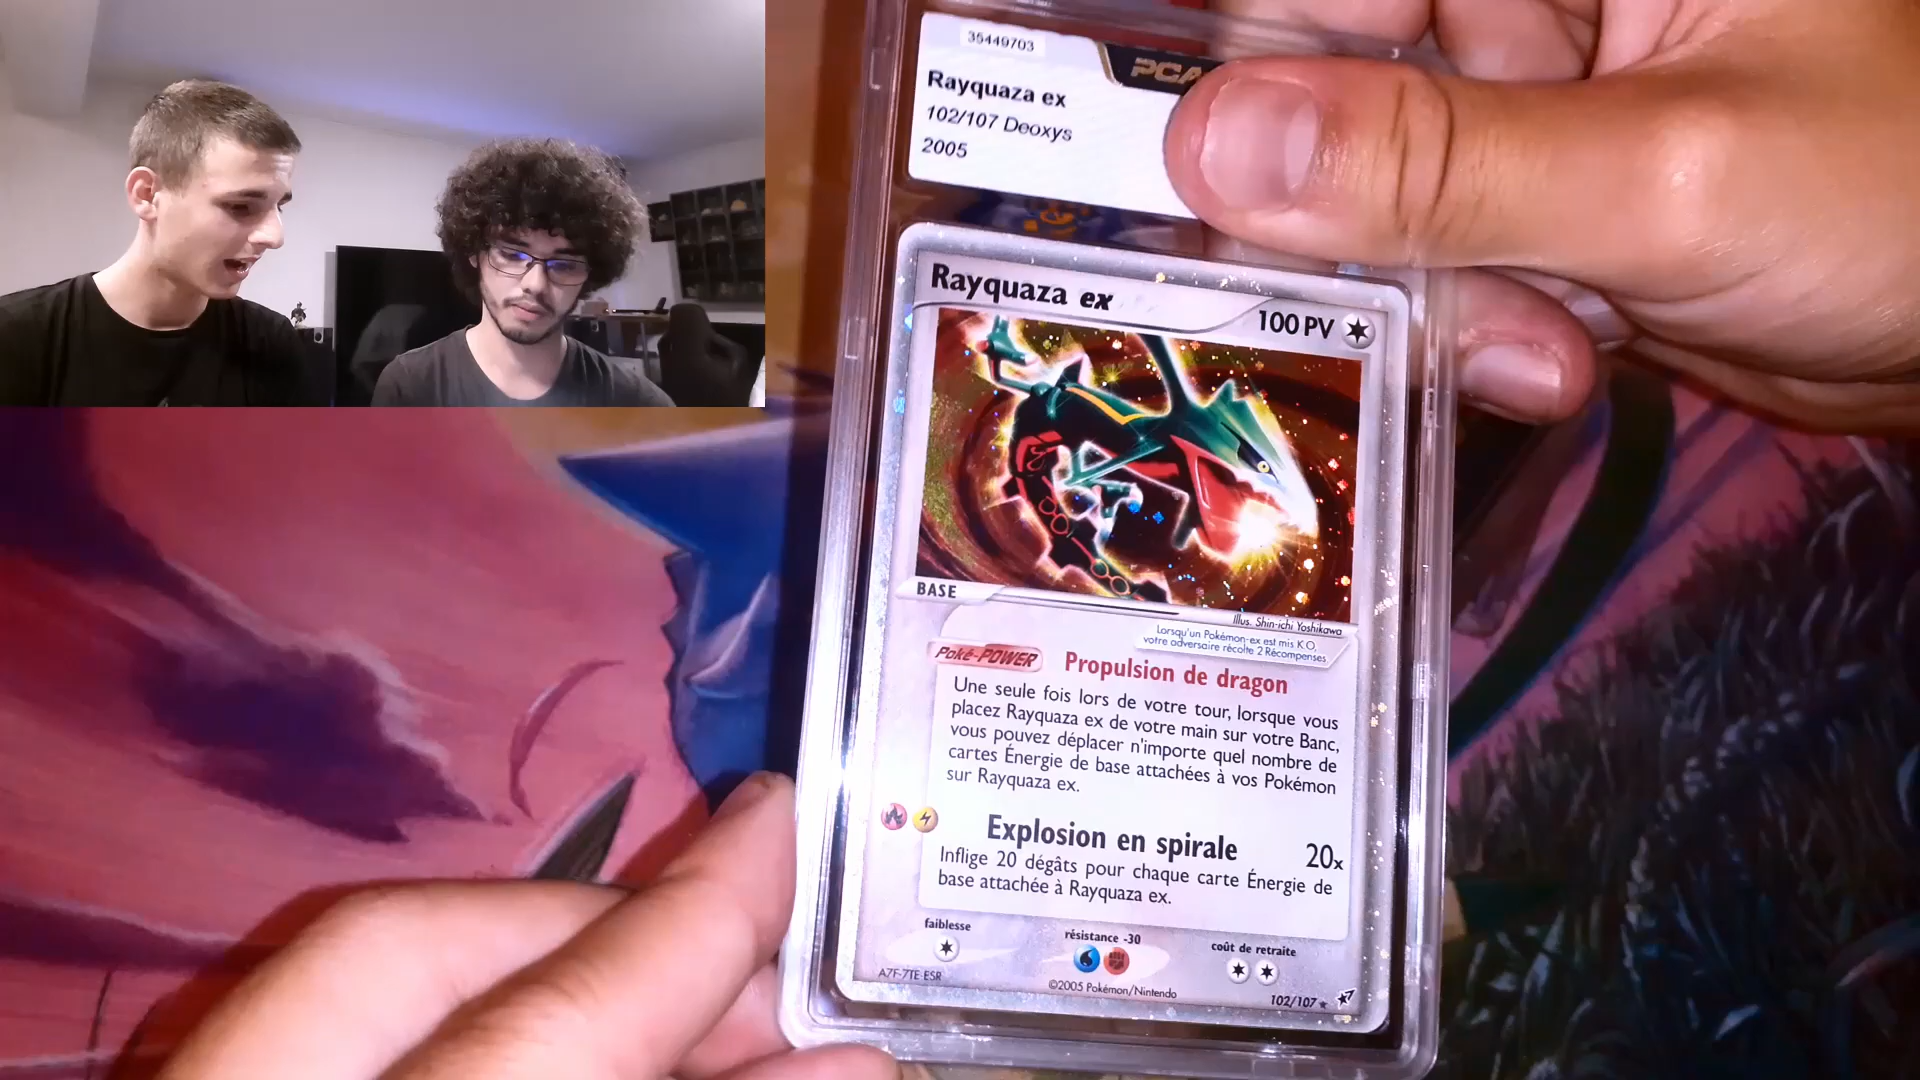 35449703
PCA
Rayquaza ex
102/107 Deoxys
2005
Rayquaza ex
100 PV
BASE
Illus. Shin-ichi Yoshikawa
Lorsqu'un Pokémon-ex est mis K.O,
votre adversaire récolte 2 Récompenses
Poké-POWER Propulsion de dragon
Une seule fois lors de votre tour, lorsque vous
placez Rayquaza ex de votre main sur votre Banc,
vous pouvez déplacer n'importe quel nombre de
cartes Énergie de base attachées à vos Pokémon
sur Rayquaza ex.
Explosion en spirale 20x
Inflige 20 dégâts pour chaque carte Énergie de
base attachée à Rayquaza ex.
faiblesse
résistance -30
coût de retraite
A7F-7TE-ESR
©2005 Pokémon/Nintendo
102/107